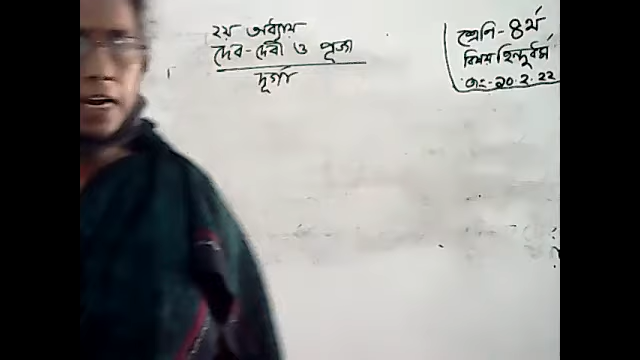 ২য় অধ্যায়
দেব-দেবী ও পূজা
দূর্গা
শ্রেণি-৪র্থ
বিষয় হিন্দুধর্ম
তাং-২০.২.২২